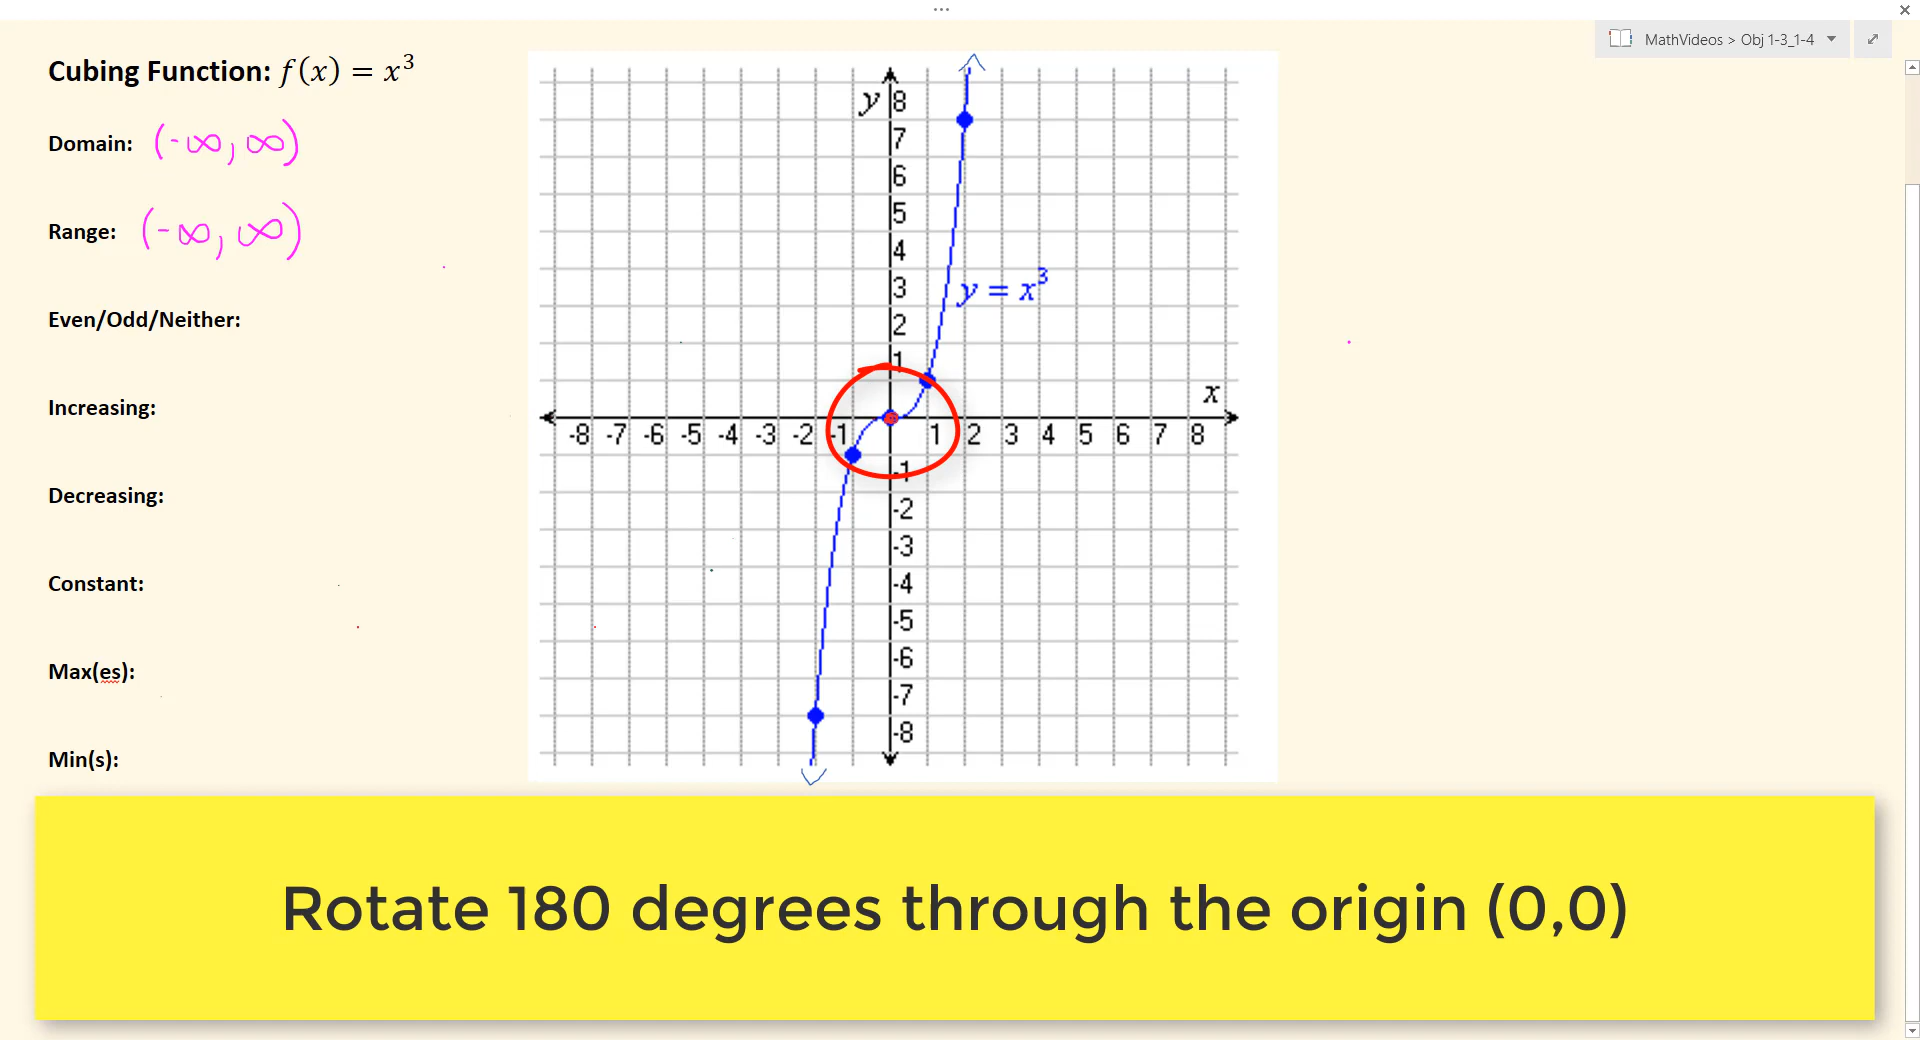 ...
MathVideos > Obj 1-3_1-4
Cubing Function: f(x) = x³
Domain: (-∞, ∞)
Range: (-∞, ∞)
Even/Odd/Neither:
Increasing:
Decreasing:
Constant:
Max(es):
Min(s):
y
8
7
6
5
4
3
y = x³
2
1
x
-8 -7 -6 -5 -4 -3 -2 -1 1 2 3 4 5 6 7 8
-1
-2
-3
-4
-5
-6
-7
-8
Rotate 180 degrees through the origin (0,0)